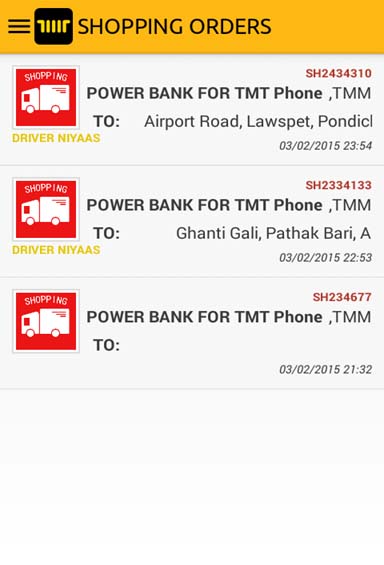 SHOPPING ORDERS
SHOPPING
SH2434310
POWER BANK FOR TMT Phone ,TMM
TO: Airport Road, Lawspet, Pondicl
DRIVER NIYAAS
03/02/2015 23:54
SHOPPING
SH2334133
POWER BANK FOR TMT Phone ,TMM
TO: Ghanti Gali, Pathak Bari, A
DRIVER NIYAAS
03/02/2015 22:53
SHOPPING
SH234677
POWER BANK FOR TMT Phone ,TMM
TO:
03/02/2015 21:32